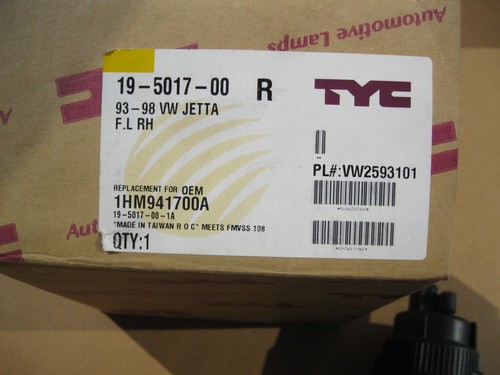 Automotive
Lamps
19-5017-00 R
TYC
93-98 VW JETTA
F.L RH
PL#:VW2593101
REPLACEMENT FOR OEM
1HM941700A
19-5017-00-1A
"MADE IN TAIWAN R O C" MEETS FMVSS 108
QTY:1